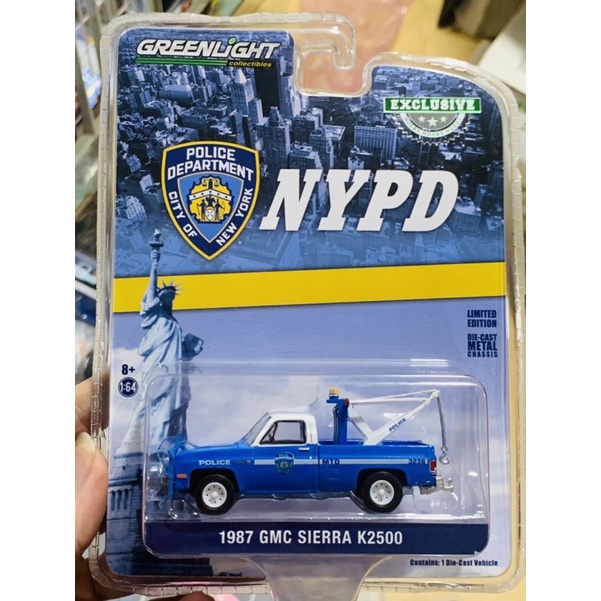 GREENLIGHT
collectibles
EXCLUSIVE
POLICE
DEPARTMENT
CITY OF
NEW YORK
NYPD
LIMITED
EDITION
DIE-CAST
METAL
CHASSIS
8+
1:64
POLICE
POLICE
MTD
3238
1987 GMC SIERRA K2500
Contains: 1 Die-Cast Vehicle